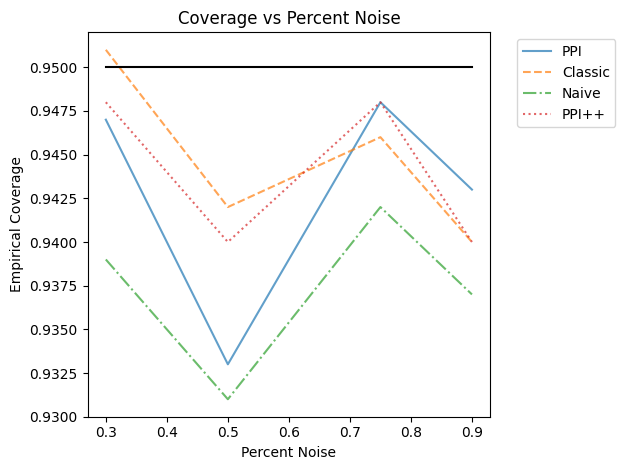 Coverage vs Percent Noise
PPI
Classic
Naive
PPI++
0.9500
0.9475
0.9450
0.9425
0.9400
0.9375
0.9350
0.9325
0.9300
Empirical Coverage
0.3 0.4 0.5 0.6 0.7 0.8 0.9
Percent Noise